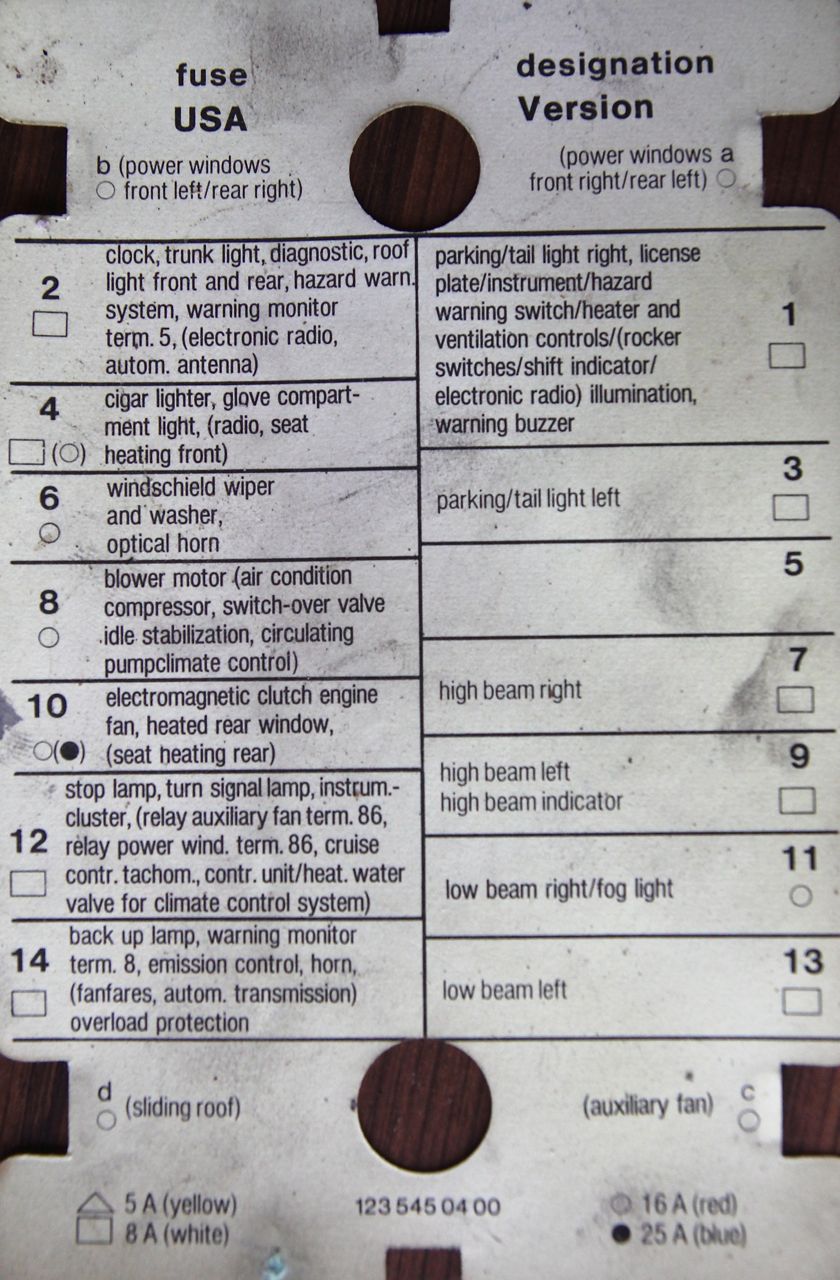 fuse designation
USA Version
b (power windows
front left/rear right)
(power windows a
front right/rear left)
2
clock, trunk light, diagnostic, roof
light front and rear, hazard warn.
system, warning monitor
term. 5, (electronic radio,
autom. antenna)
4
cigar lighter, glove compart-
ment light, (radio, seat
heating front)
6
windschield wiper
and washer,
optical horn
8
blower motor (air condition
compressor, switch-over valve
idle stabilization, circulating
pumpclimate control)
10
electromagnetic clutch engine
fan, heated rear window,
(seat heating rear)
12
stop lamp, turn signal lamp, instrum.-
cluster, (relay auxiliary fan term. 86,
relay power wind. term. 86, cruise
contr. tachom., contr. unit/heat. water
valve for climate control system)
14
back up lamp, warning monitor
term. 8, emission control, horn,
(fanfares, autom. transmission)
overload protection
parking/tail light right, license
plate/instrument/hazard
warning switch/heater and
ventilation controls/(rocker
switches/shift indicator/
electronic radio) illumination,
warning buzzer
1
parking/tail light left
3
5
high beam right
7
high beam left
high beam indicator
9
low beam right/fog light
11
low beam left
13
d (sliding roof)
(auxiliary fan) c
5 A (yellow)
8 A (white)
123 545 04 00
16 A (red)
25 A (blue)